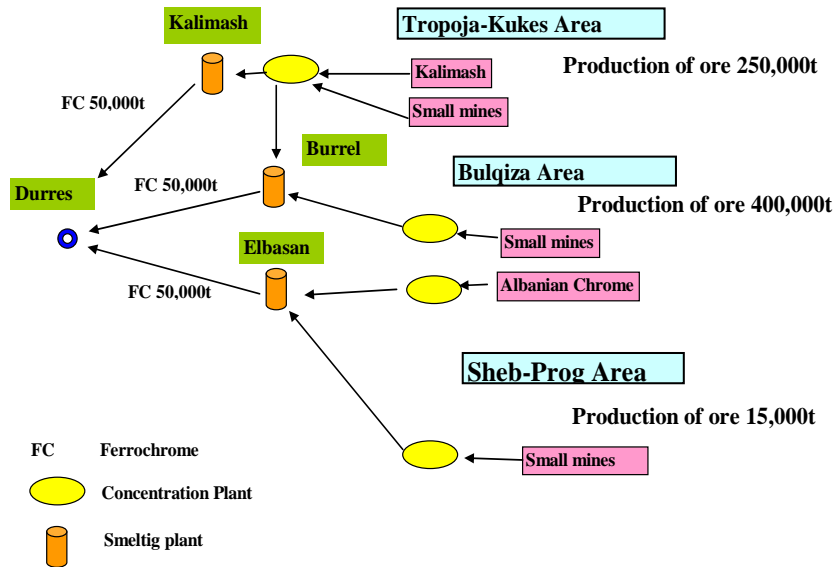 Kalimash
Tropoja-Kukes Area
Production of ore 250,000t
Kalimash
FC 50,000t
Small mines
Burrel
Bulqiza Area
Durres
FC 50,000t
Production of ore 400,000t
Small mines
Elbasan
Albanian Chrome
FC 50,000t
Sheb-Prog Area
Production of ore 15,000t
FC Ferrochrome
Small mines
Concentration Plant
Smeltig plant